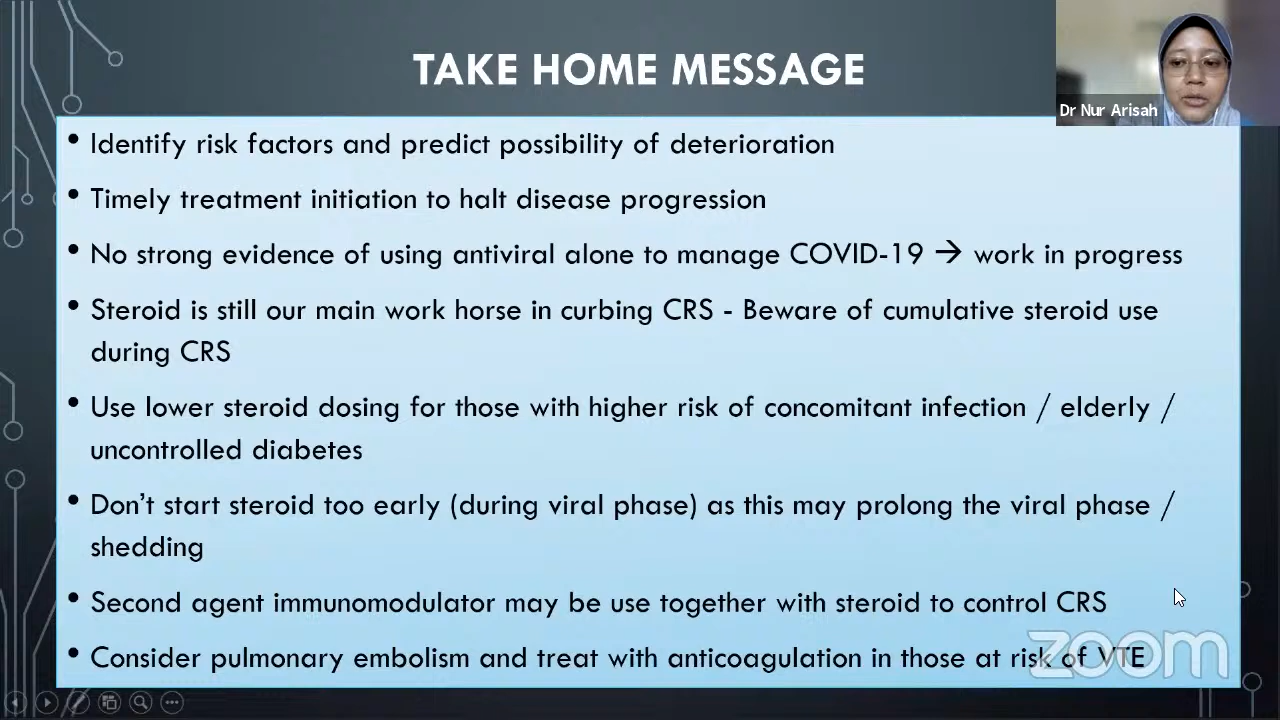 TAKE HOME MESSAGE
Dr Nur Arisah
• Identify risk factors and predict possibility of deterioration
• Timely treatment initiation to halt disease progression
• No strong evidence of using antiviral alone to manage COVID-19 → work in progress
• Steroid is still our main work horse in curbing CRS - Beware of cumulative steroid use
during CRS
• Use lower steroid dosing for those with higher risk of concomitant infection / elderly /
uncontrolled diabetes
• Don't start steroid too early (during viral phase) as this may prolong the viral phase /
shedding
• Second agent immunomodulator may be use together with steroid to control CRS
• Consider pulmonary embolism and treat with anticoagulation in those at risk of VTE
zoom